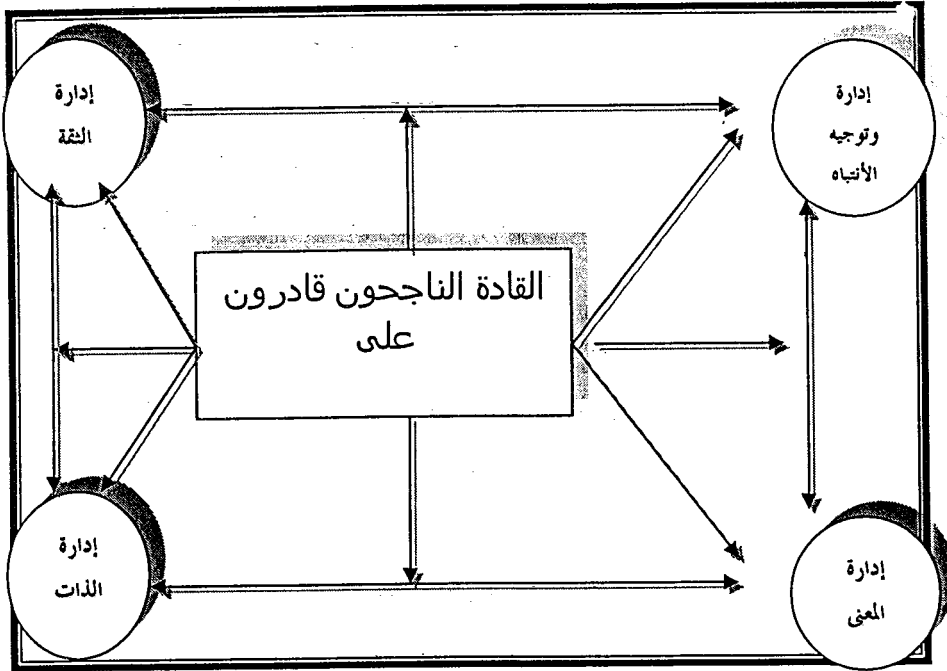 إدارة
وتوجيه
الأنتباه
إدارة
الثقة
القادة الناجحون قادرون
على
إدارة
المعنى
إدارة
الذات